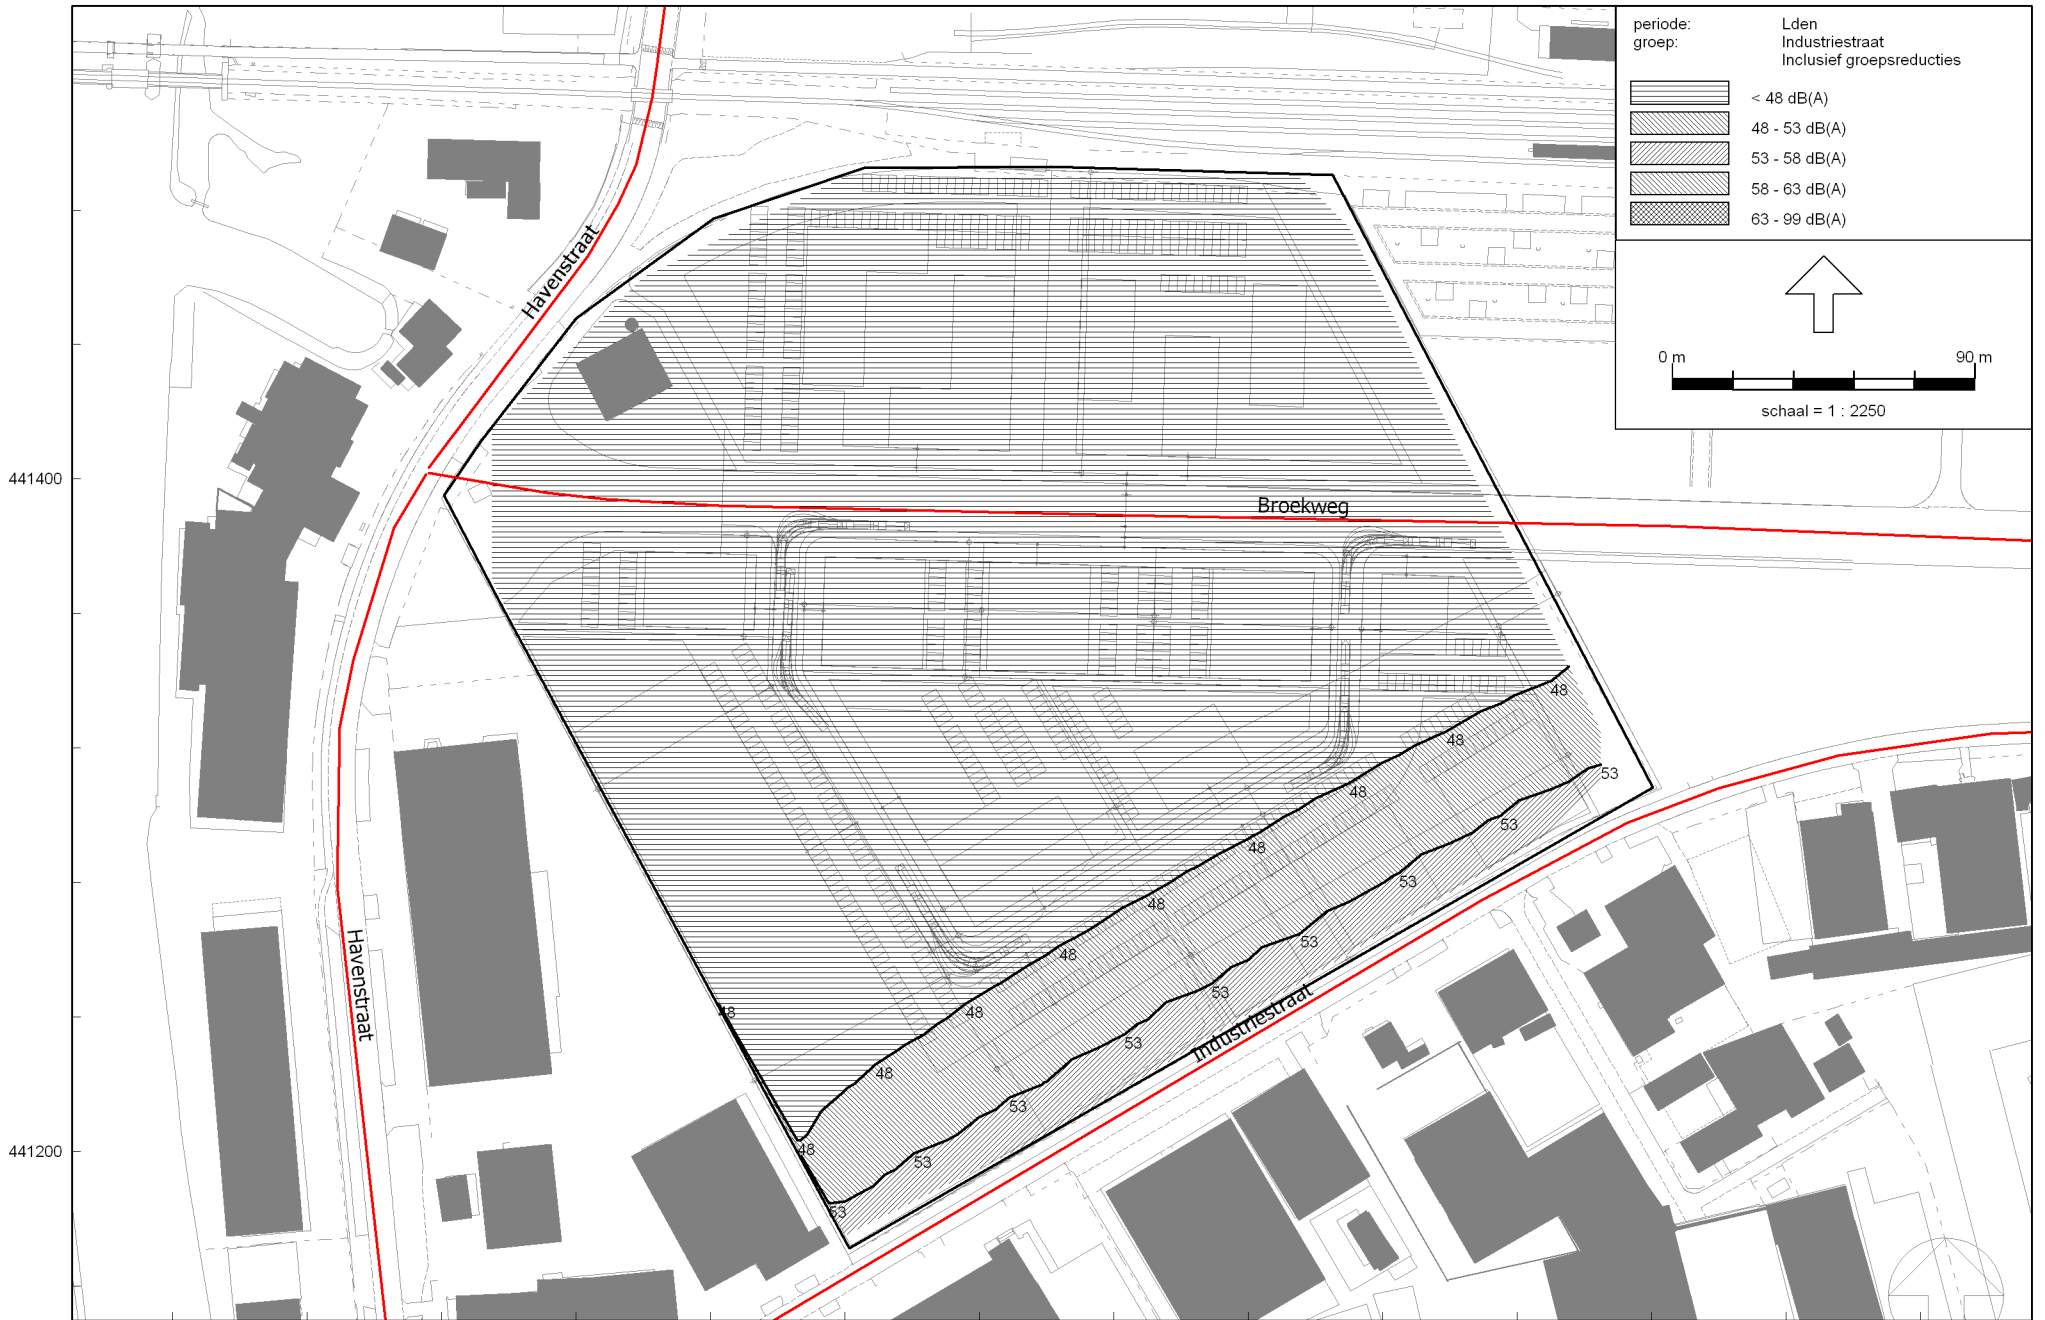 periode: Lden
groep: Industriestraat
Inclusief groepsreducties
< 48 dB(A)
48 - 53 dB(A)
53 - 58 dB(A)
58 - 63 dB(A)
63 - 99 dB(A)
0 m 90 m
schaal = 1 : 2250
Havenstraat
441400
Broekweg
48
53
48
48
53
48
53
48
53
Havenstraat
53
48
48
53
Industriestraat
53
48
53
48
441200
53
53